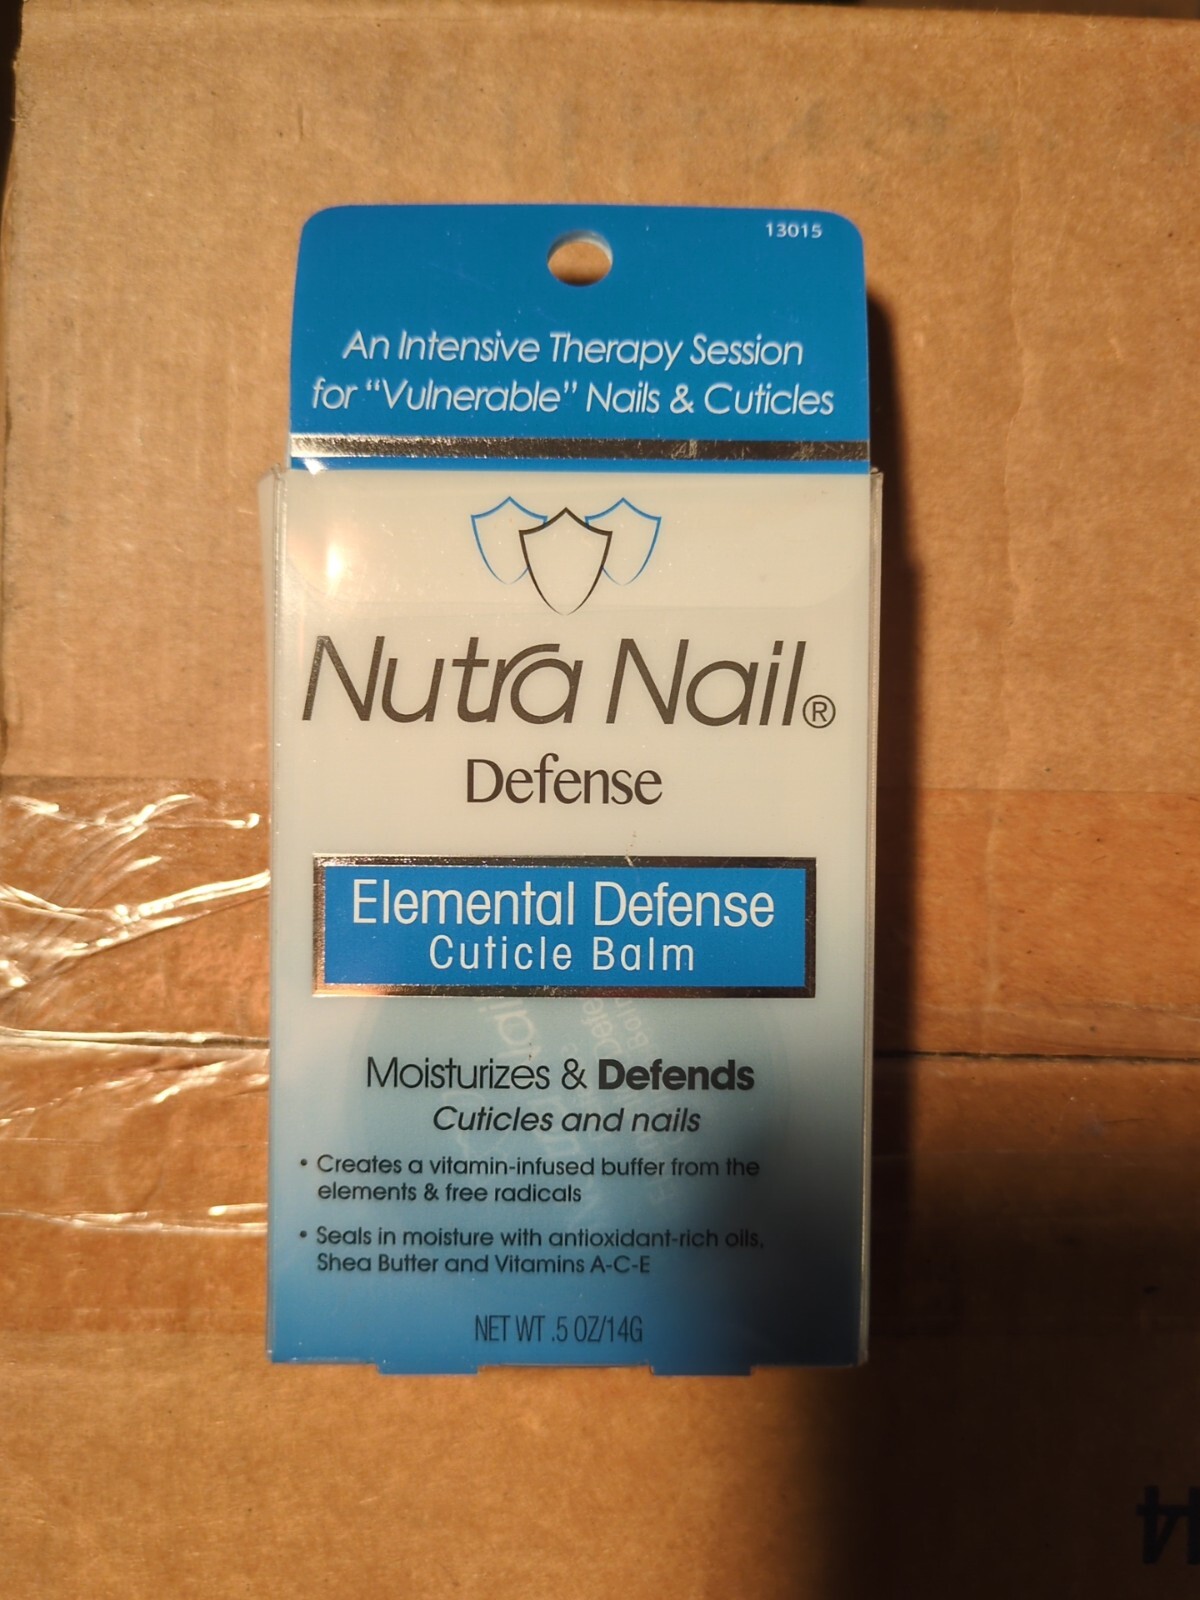 13015
An Intensive Therapy Session
for "Vulnerable" Nails & Cuticles
Nutra Nail®
Defense
Elemental Defense
Cuticle Balm
Moisturizes & Defends
Cuticles and nails
• Creates a vitamin-infused buffer from the
elements & free radicals
• Seals in moisture with antioxidant-rich oils,
Shea Butter and Vitamins A-C-E
NET WT .5 OZ/14G